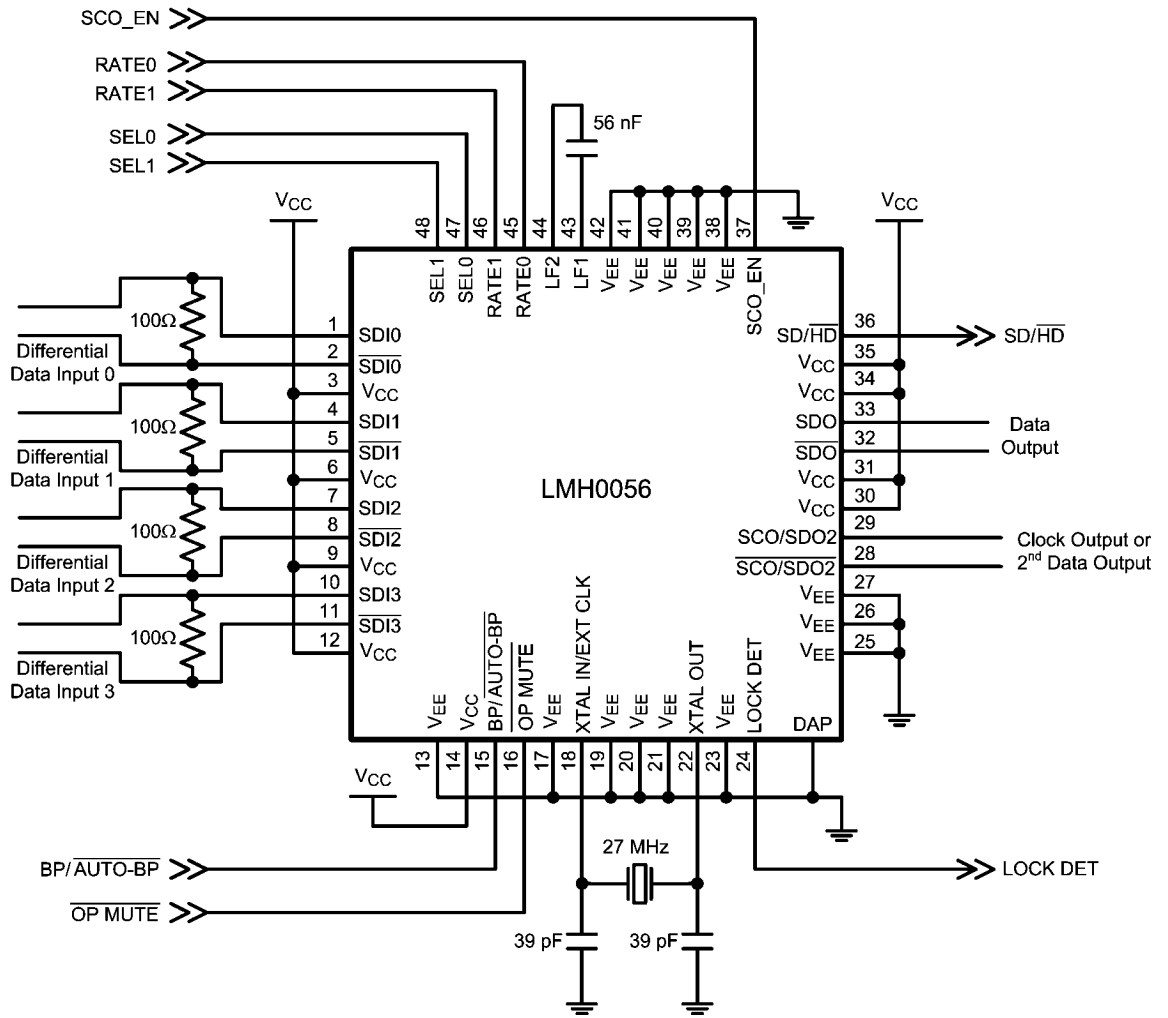 SCO_EN
RATE0
RATE1
SEL0
SEL1
56 nF
VCC
VCC
48
47
46
45
44
43
42
41
40
39
38
37
SEL1
SEL0
RATE1
RATE0
LF2
LF1
VEE
VEE
VEE
VEE
VEE
SCO_EN
100Ω
Differential
Data Input 0
100Ω
Differential
Data Input 1
100Ω
Differential
Data Input 2
100Ω
Differential
Data Input 3
1 SDI0
2 SDI0
3 VCC
4 SDI1
5 SDI1
6 VCC
7 SDI2
8 SDI2
9 VCC
10 SDI3
11 SDI3
12 VCC
LMH0056
SD/HD 36 SD/HD
VCC 35
VCC 34
SDO 33
SDO 32
Data
Output
VCC 31
VCC 30
SCO/SDO2 29
SCO/SDO2 28
Clock Output or
2nd Data Output
VEE 27
VEE 26
VEE 25
VEE
VCC
BP/AUTO-BP
OP MUTE
VEE
XTAL IN/EXT CLK
VEE
VEE
VEE
XTAL OUT
VEE
LOCK DET
DAP
13
14
15
16
17
18
19
20
21
22
23
24
VCC
27 MHz
BP/AUTO-BP
LOCK DET
OP MUTE
39 pF
39 pF